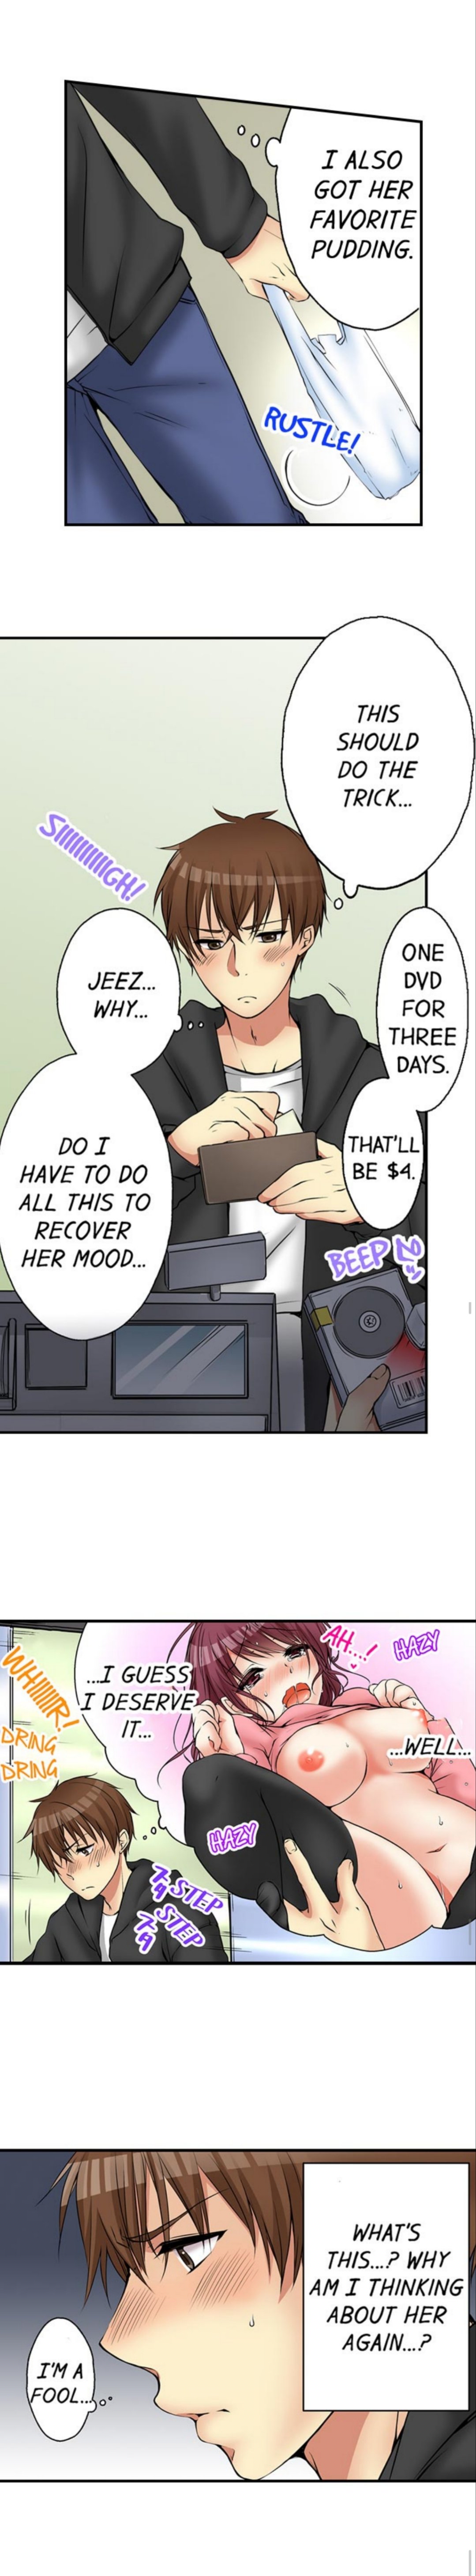 I ALSO
GOT HER
FAVORITE
PUDDING.
RUSTLE!
THIS
SHOULD
DO THE
TRICK...
SIIIIIIIIIGH!
JEEZ...
WHY...
ONE
DVD
FOR
THREE
DAYS.
THAT'LL
BE $4.
DO I
HAVE TO DO
ALL THIS TO
RECOVER
HER MOOD...
BEEP
AH...!
HAZY
WHIIIIIR!
...I GUESS
I DESERVE
IT...
...WELL...
DRING
DRING
HAZY
STEP
STEP
WHAT'S
THIS...? WHY
AM I THINKING
ABOUT HER
AGAIN...?
I'M A
FOOL...